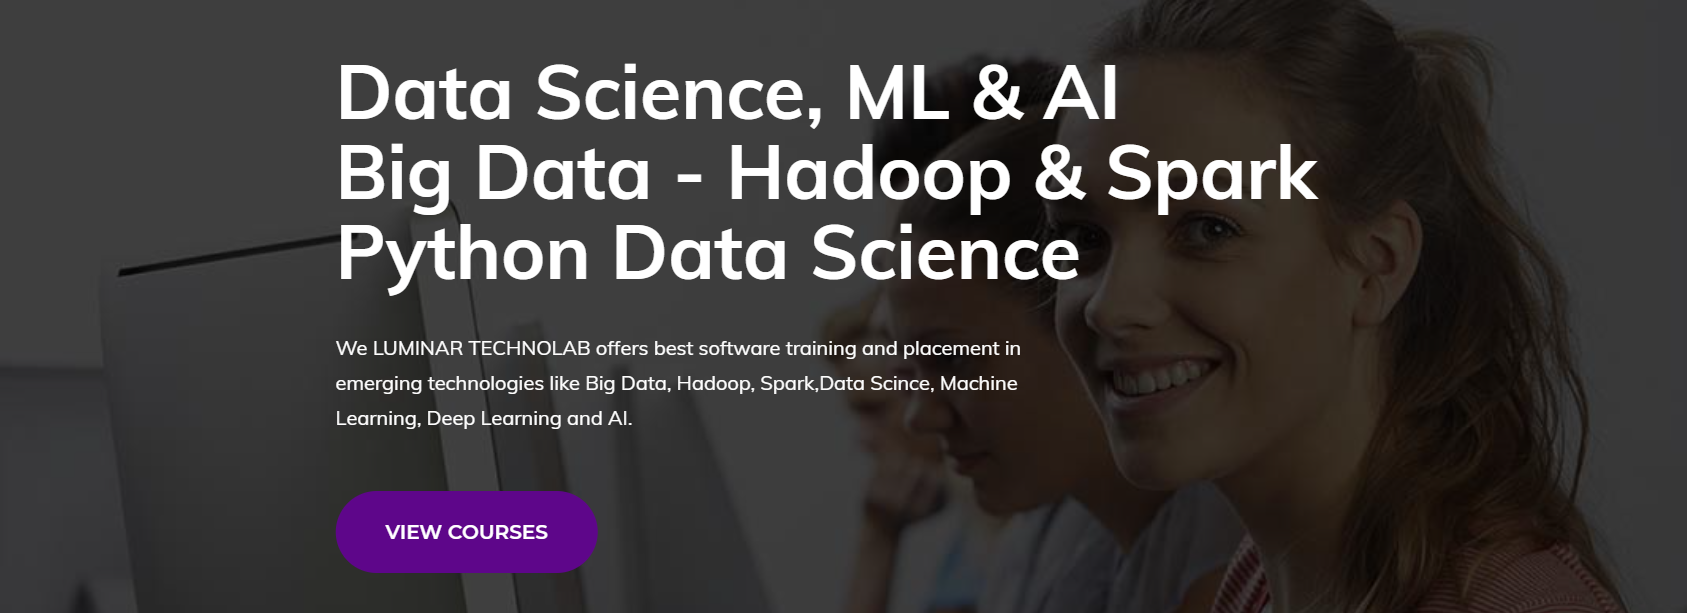 Data Science, ML & AI
Big Data - Hadoop & Spark
Python Data Science
We LUMINAR TECHNOLAB offers best software training and placement in
emerging technologies like Big Data, Hadoop, Spark,Data Scince, Machine
Learning, Deep Learning and AI.
VIEW COURSES